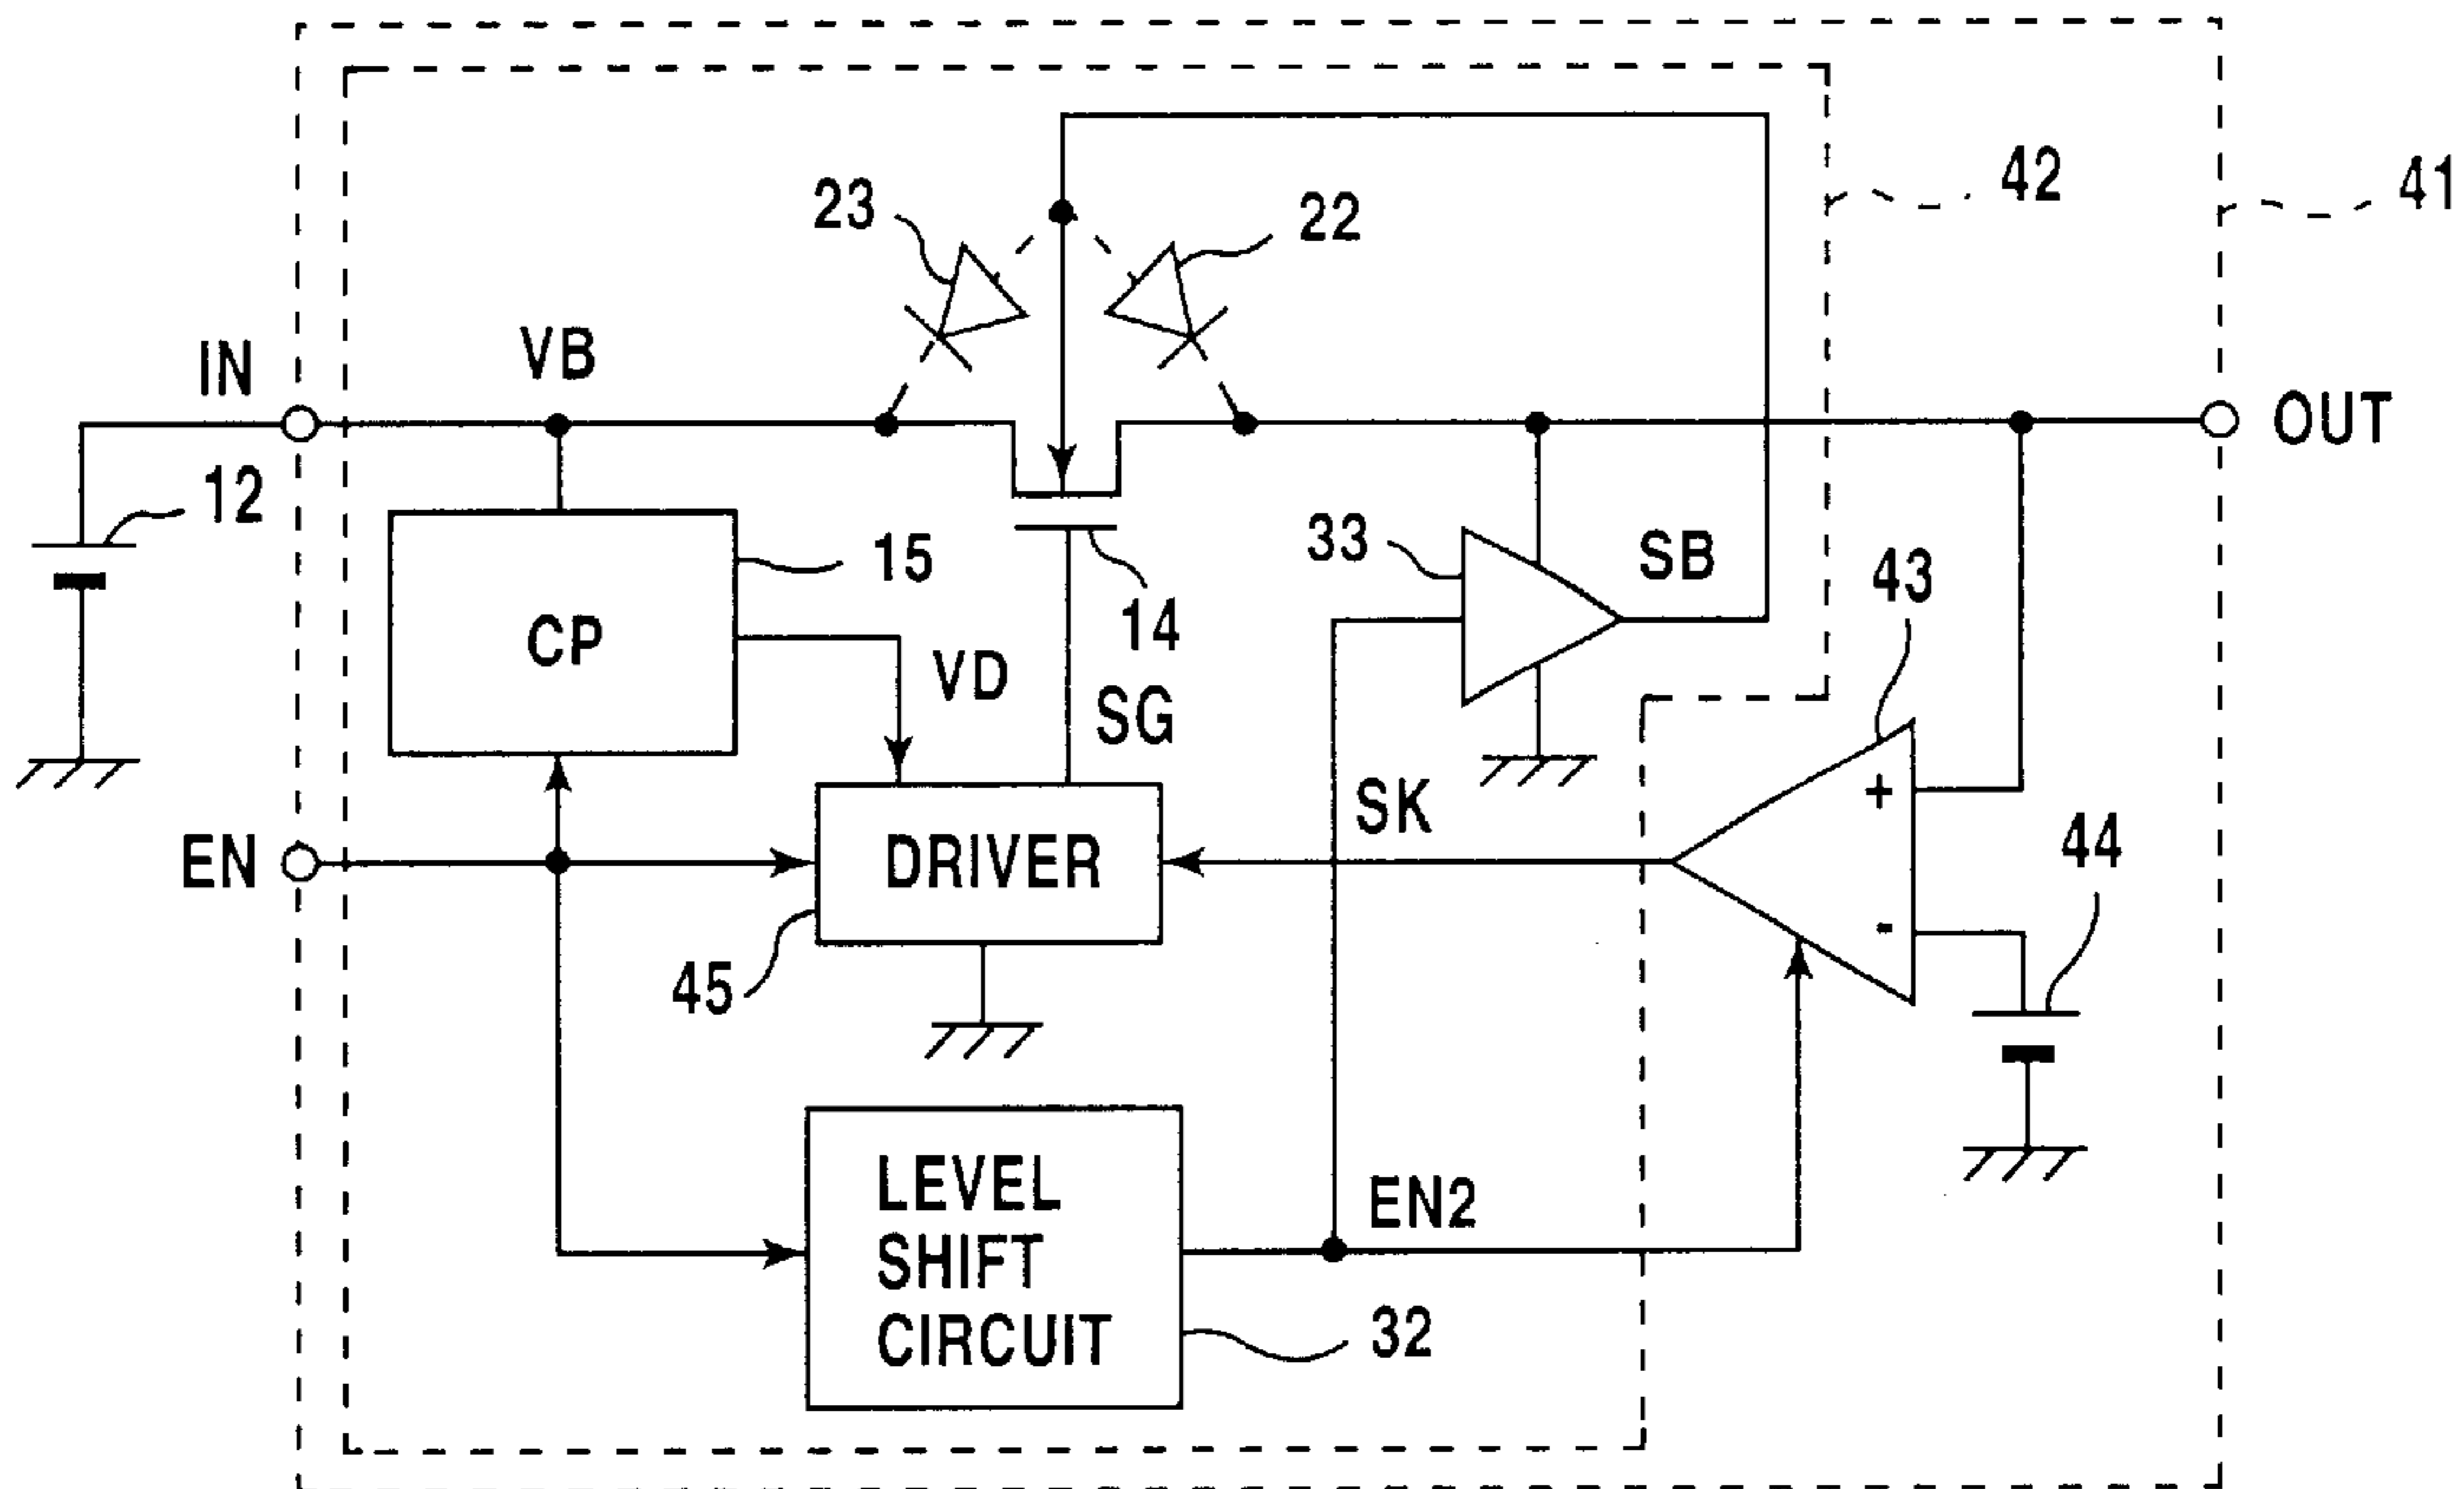 42
41
23
22
IN
VB
OUT
12
15
33
SB
43
CP
14
VD
SG
SK
+
44
EN
DRIVER
-
45
LEVEL
SHIFT
CIRCUIT
EN2
32